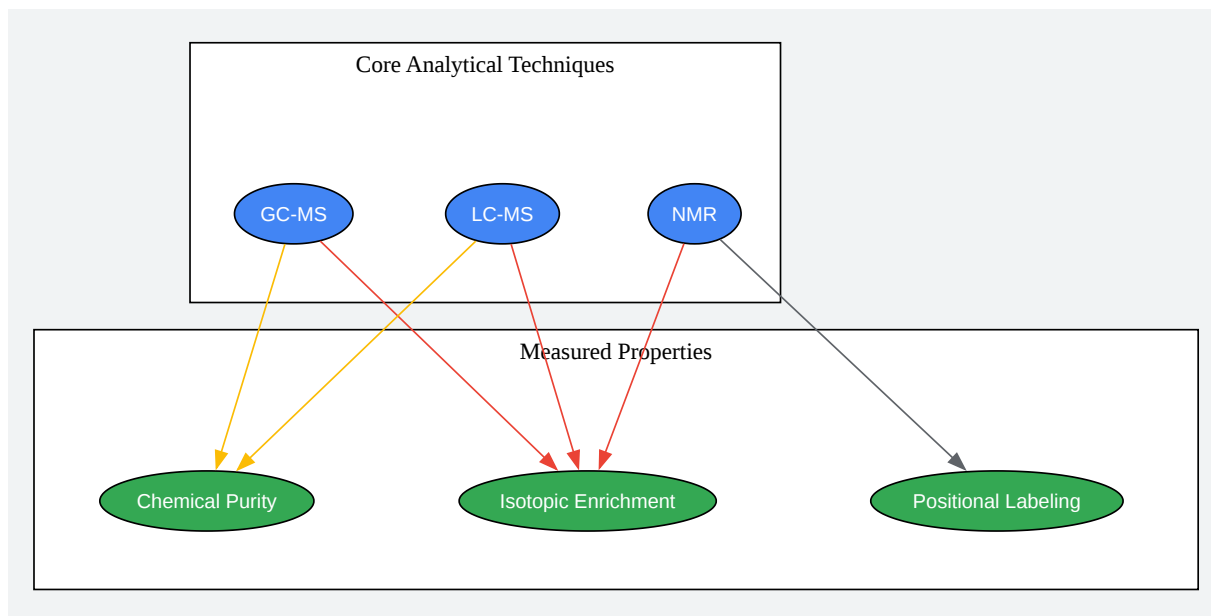 Core Analytical Techniques
GC-MS
LC-MS
NMR
Measured Properties
Chemical Purity
Isotopic Enrichment
Positional Labeling